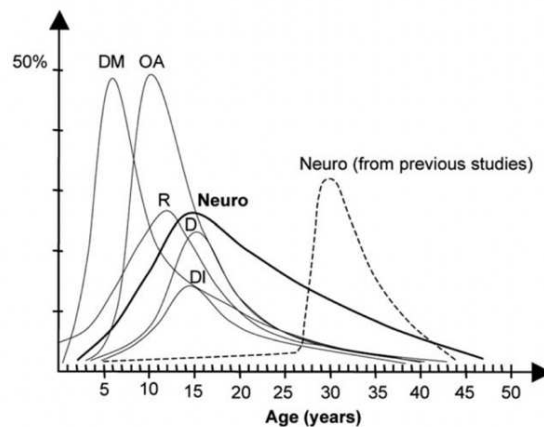 50%
DM OA
Neuro (from previous studies)
R Neuro
D
DI
5 10 15 20 25 30 35 40 45 50
Age (years)